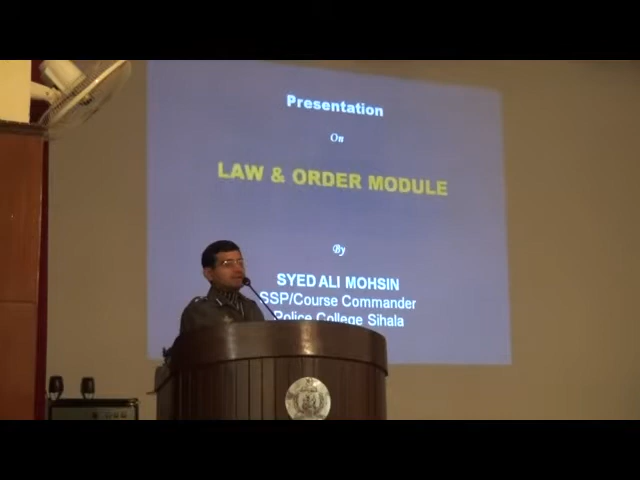 Presentation
On
LAW & ORDER MODULE
By
SYED ALI MOHSIN
SSP/Course Commander
Police College Sihala